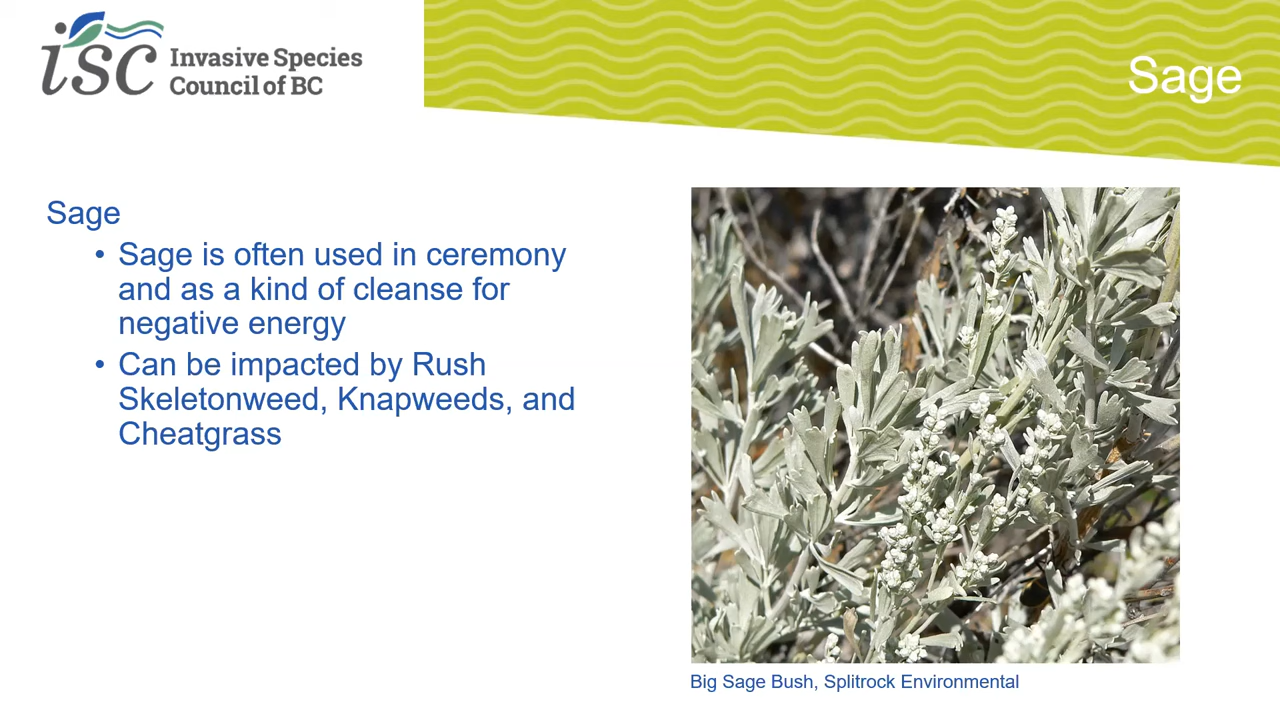 isc Invasive Species
Council of BC
Sage
Sage
• Sage is often used in ceremony
and as a kind of cleanse for
negative energy
• Can be impacted by Rush
Skeletonweed, Knapweeds, and
Cheatgrass
Big Sage Bush, Splitrock Environmental